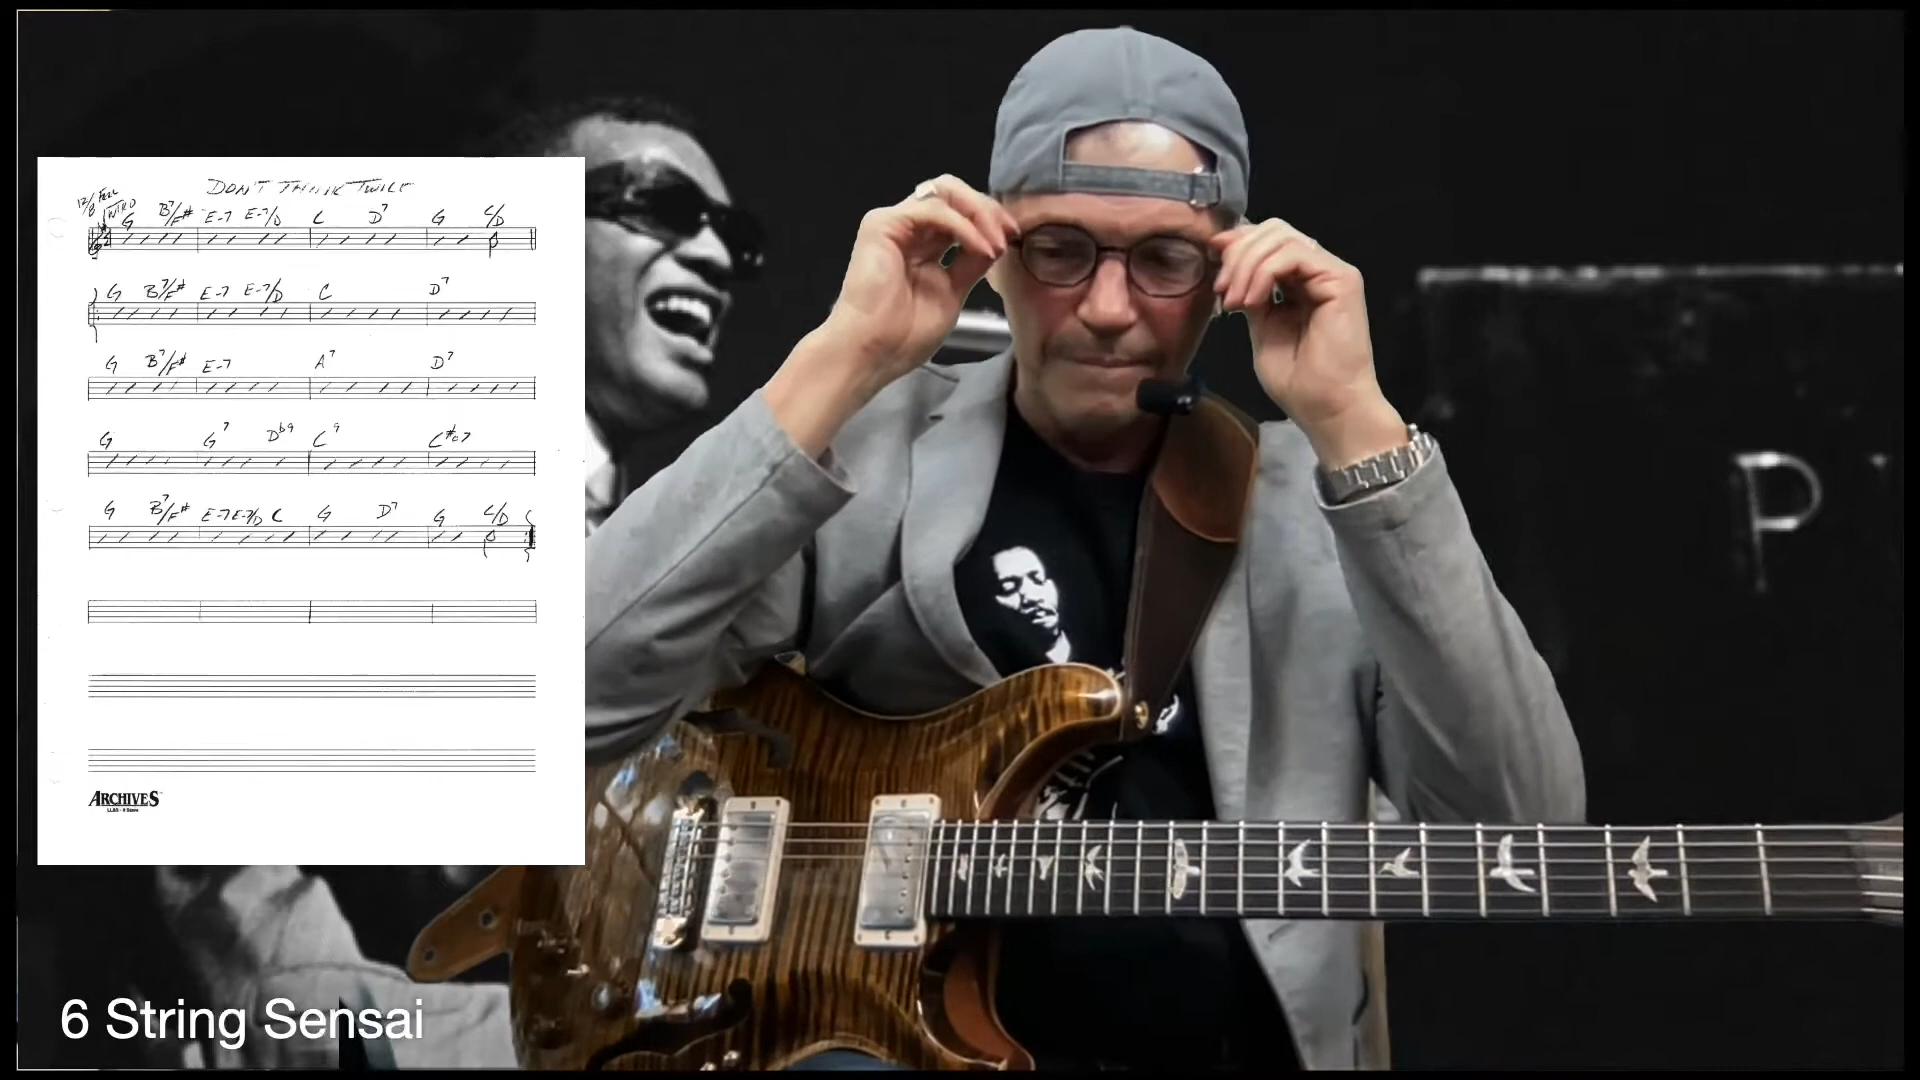 DON'T THINK TWICE
12/8 FEEL
INTRO
G B7/F# E-7 E-7/D C D7 G C/D
G B7/F# E-7 E-7/D C D7
G B7/F# E-7 A7 D7
G G7 Db9 C9 C#o7
G B7/F# E-7 E-7/D C G D7 G C/D
P
ARCHIVES
6 String Sensai